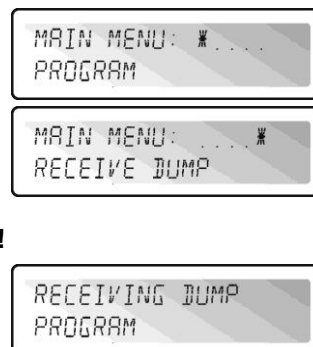 MAIN MENU: *....
PROGRAM
MAIN MENU: ....*
RECEIVE DUMP
!
RECEIVING DUMP
PROGRAM